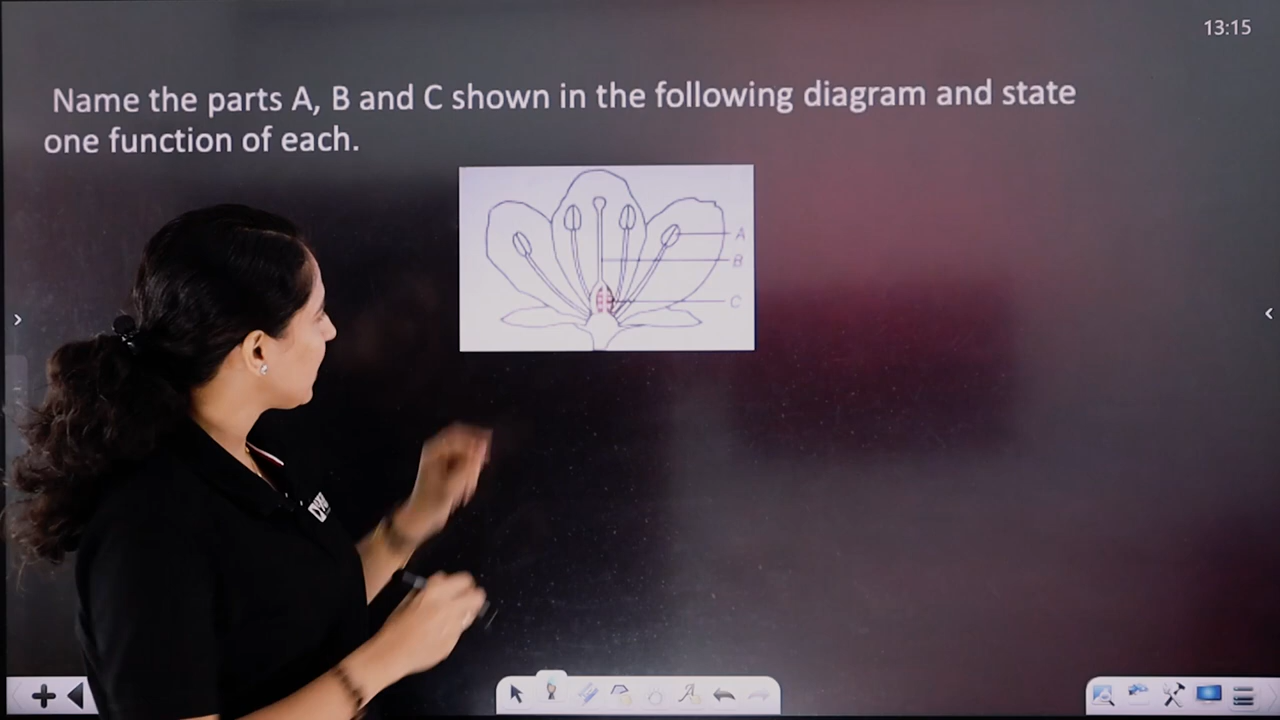 13:15
Name the parts A, B and C shown in the following diagram and state
one function of each.
A
B
C